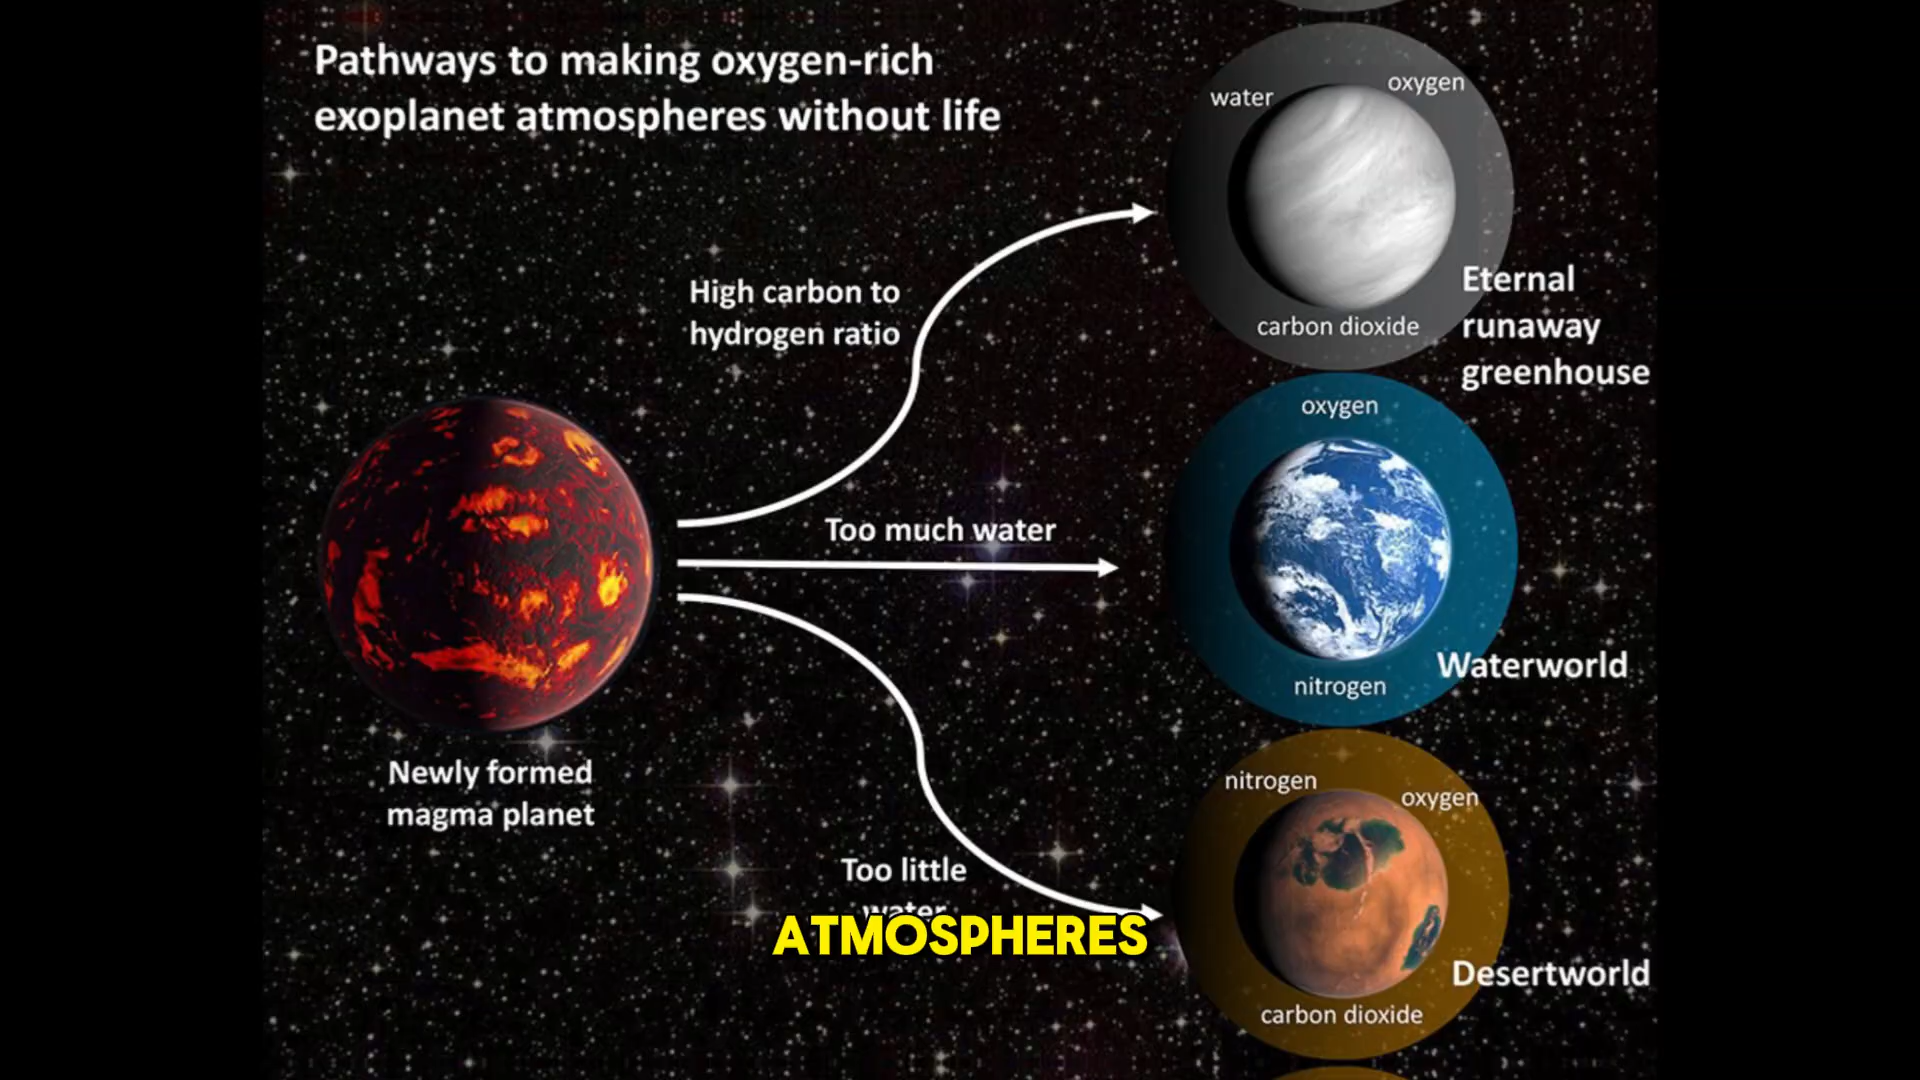 Pathways to making oxygen-rich
exoplanet atmospheres without life
water
oxygen
carbon dioxide
Eternal
runaway
greenhouse
High carbon to
hydrogen ratio
oxygen
nitrogen
Waterworld
Too much water
Newly formed
magma planet
Too little
water
nitrogen
oxygen
carbon dioxide
Desertworld
ATMOSPHERES